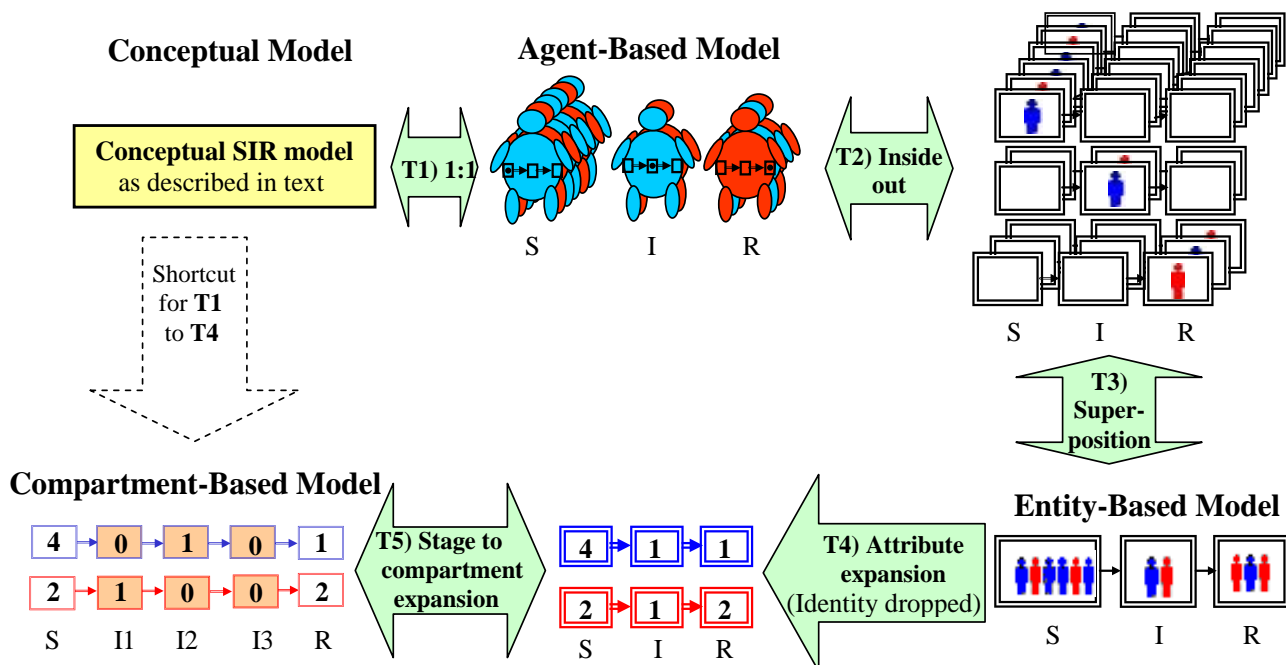 Conceptual Model
Agent-Based Model
Conceptual SIR model
as described in text
T1) 1:1
T2) Inside
out
S I R
S I R
Shortcut
for T1
to T4
T3)
Super-
position
Compartment-Based Model
Entity-Based Model
4 0 1 0 1
2 1 0 0 2
S I1 I2 I3 R
T5) Stage to
compartment
expansion
4 1 1
2 1 2
S I R
T4) Attribute
expansion
(Identity dropped)
S I R